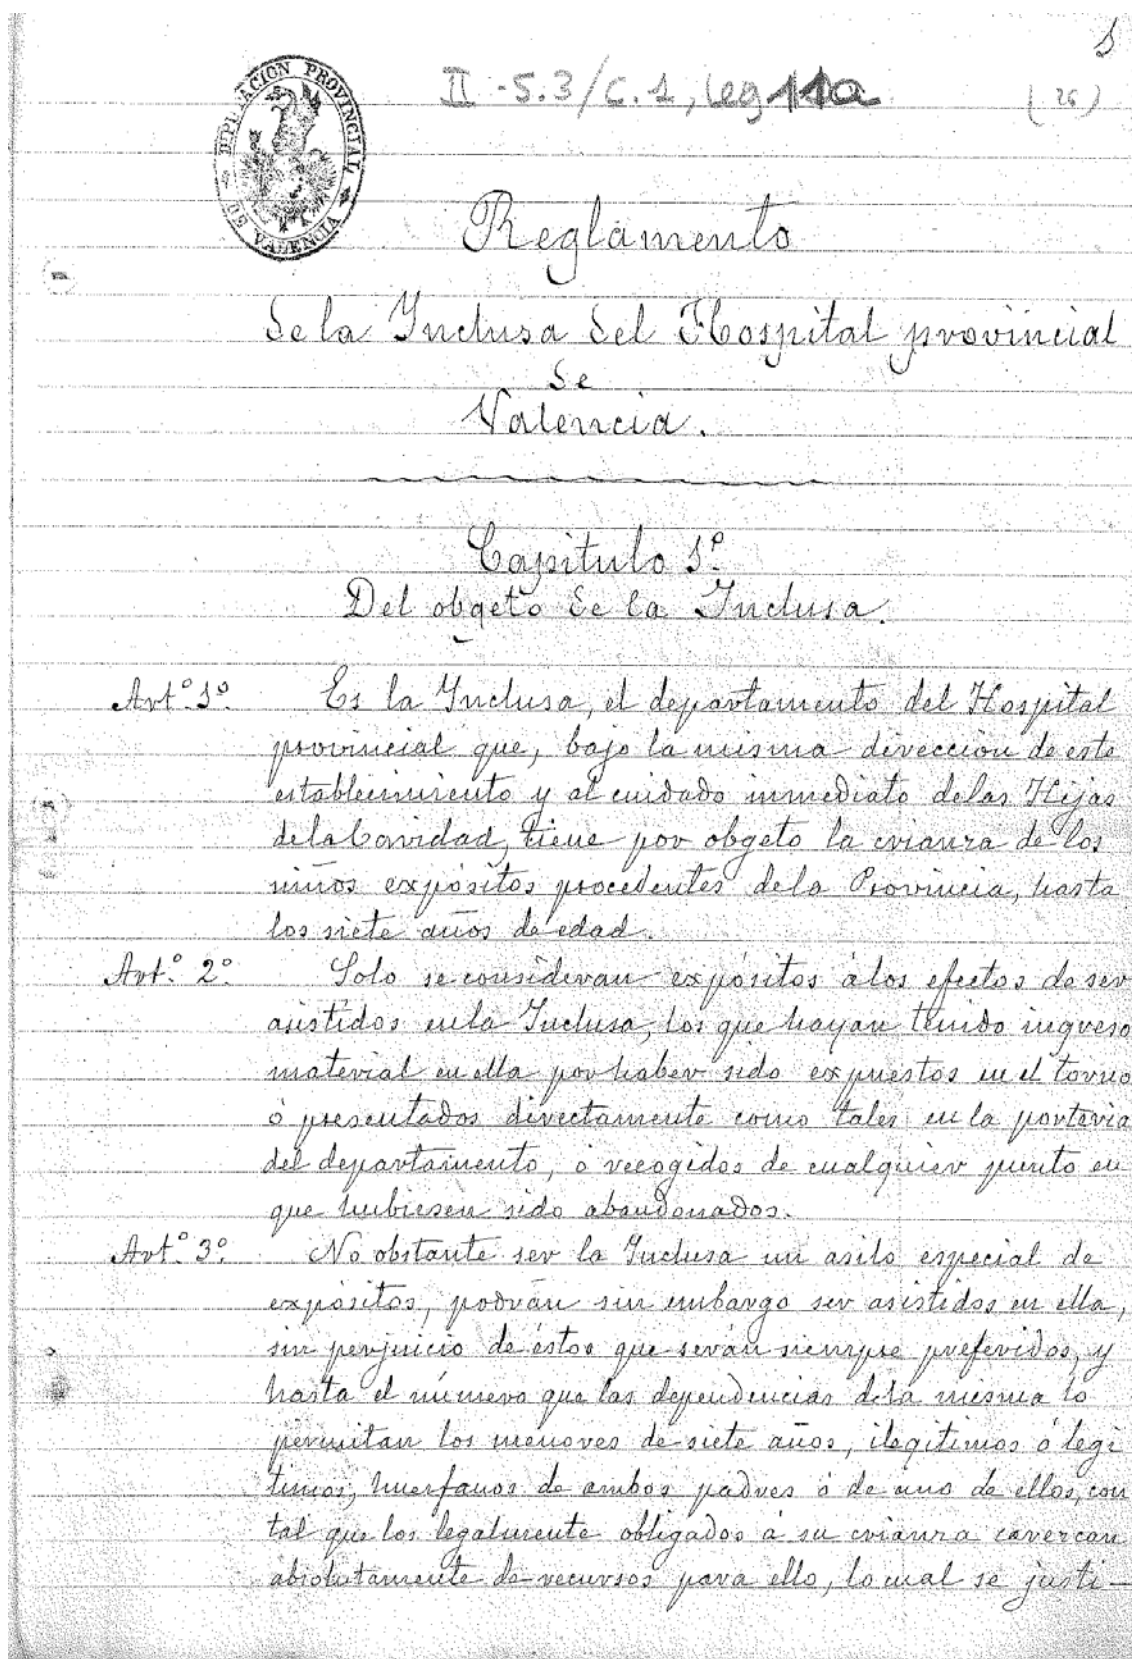 1
II-5.3/C.1, leg 11a
(26)
DIPUTACION PROVINCIAL
DE VALENCIA
Reglamento
de la Inclusa del Hospital provincial
de
Valencia.
Capitulo 1º
Del obgeto de la Inclusa.
Artº 1º Es la Inclusa, el departamento del Hospital
provincial que, bajo la misma dirección de este
establecimiento y al cuidado inmediato de las Hijas
de la Caridad, tiene por obgeto la crianza de los
niños expósitos procedentes de la Provincia, hasta
los siete años de edad.
Artº 2º Solo se consideran expósitos á los efectos de ser
asistidos en la Inclusa, los que hayan tenido ingreso
material en ella por haber sido expuestos en el torno
ó presentados directamente como tales en la porteria
del departamento, ó recogidos de cualquier punto en
que hubiesen sido abandonados.
Artº 3º No obstante ser la Inclusa un asilo especial de
expósitos, podrán sin embargo ser asistidos en ella,
sin perjuicio de éstos que serán siempre preferidos, y
hasta el número que las dependencias de la misma lo
permitan los menores de siete años, ilegitimos ó legi
timos, huerfanos de ambos padres ó de uno de ellos, con
tal que los legalmente obligados á su crianza carezcan
absolutamente de recursos para ello, lo cual se justi-